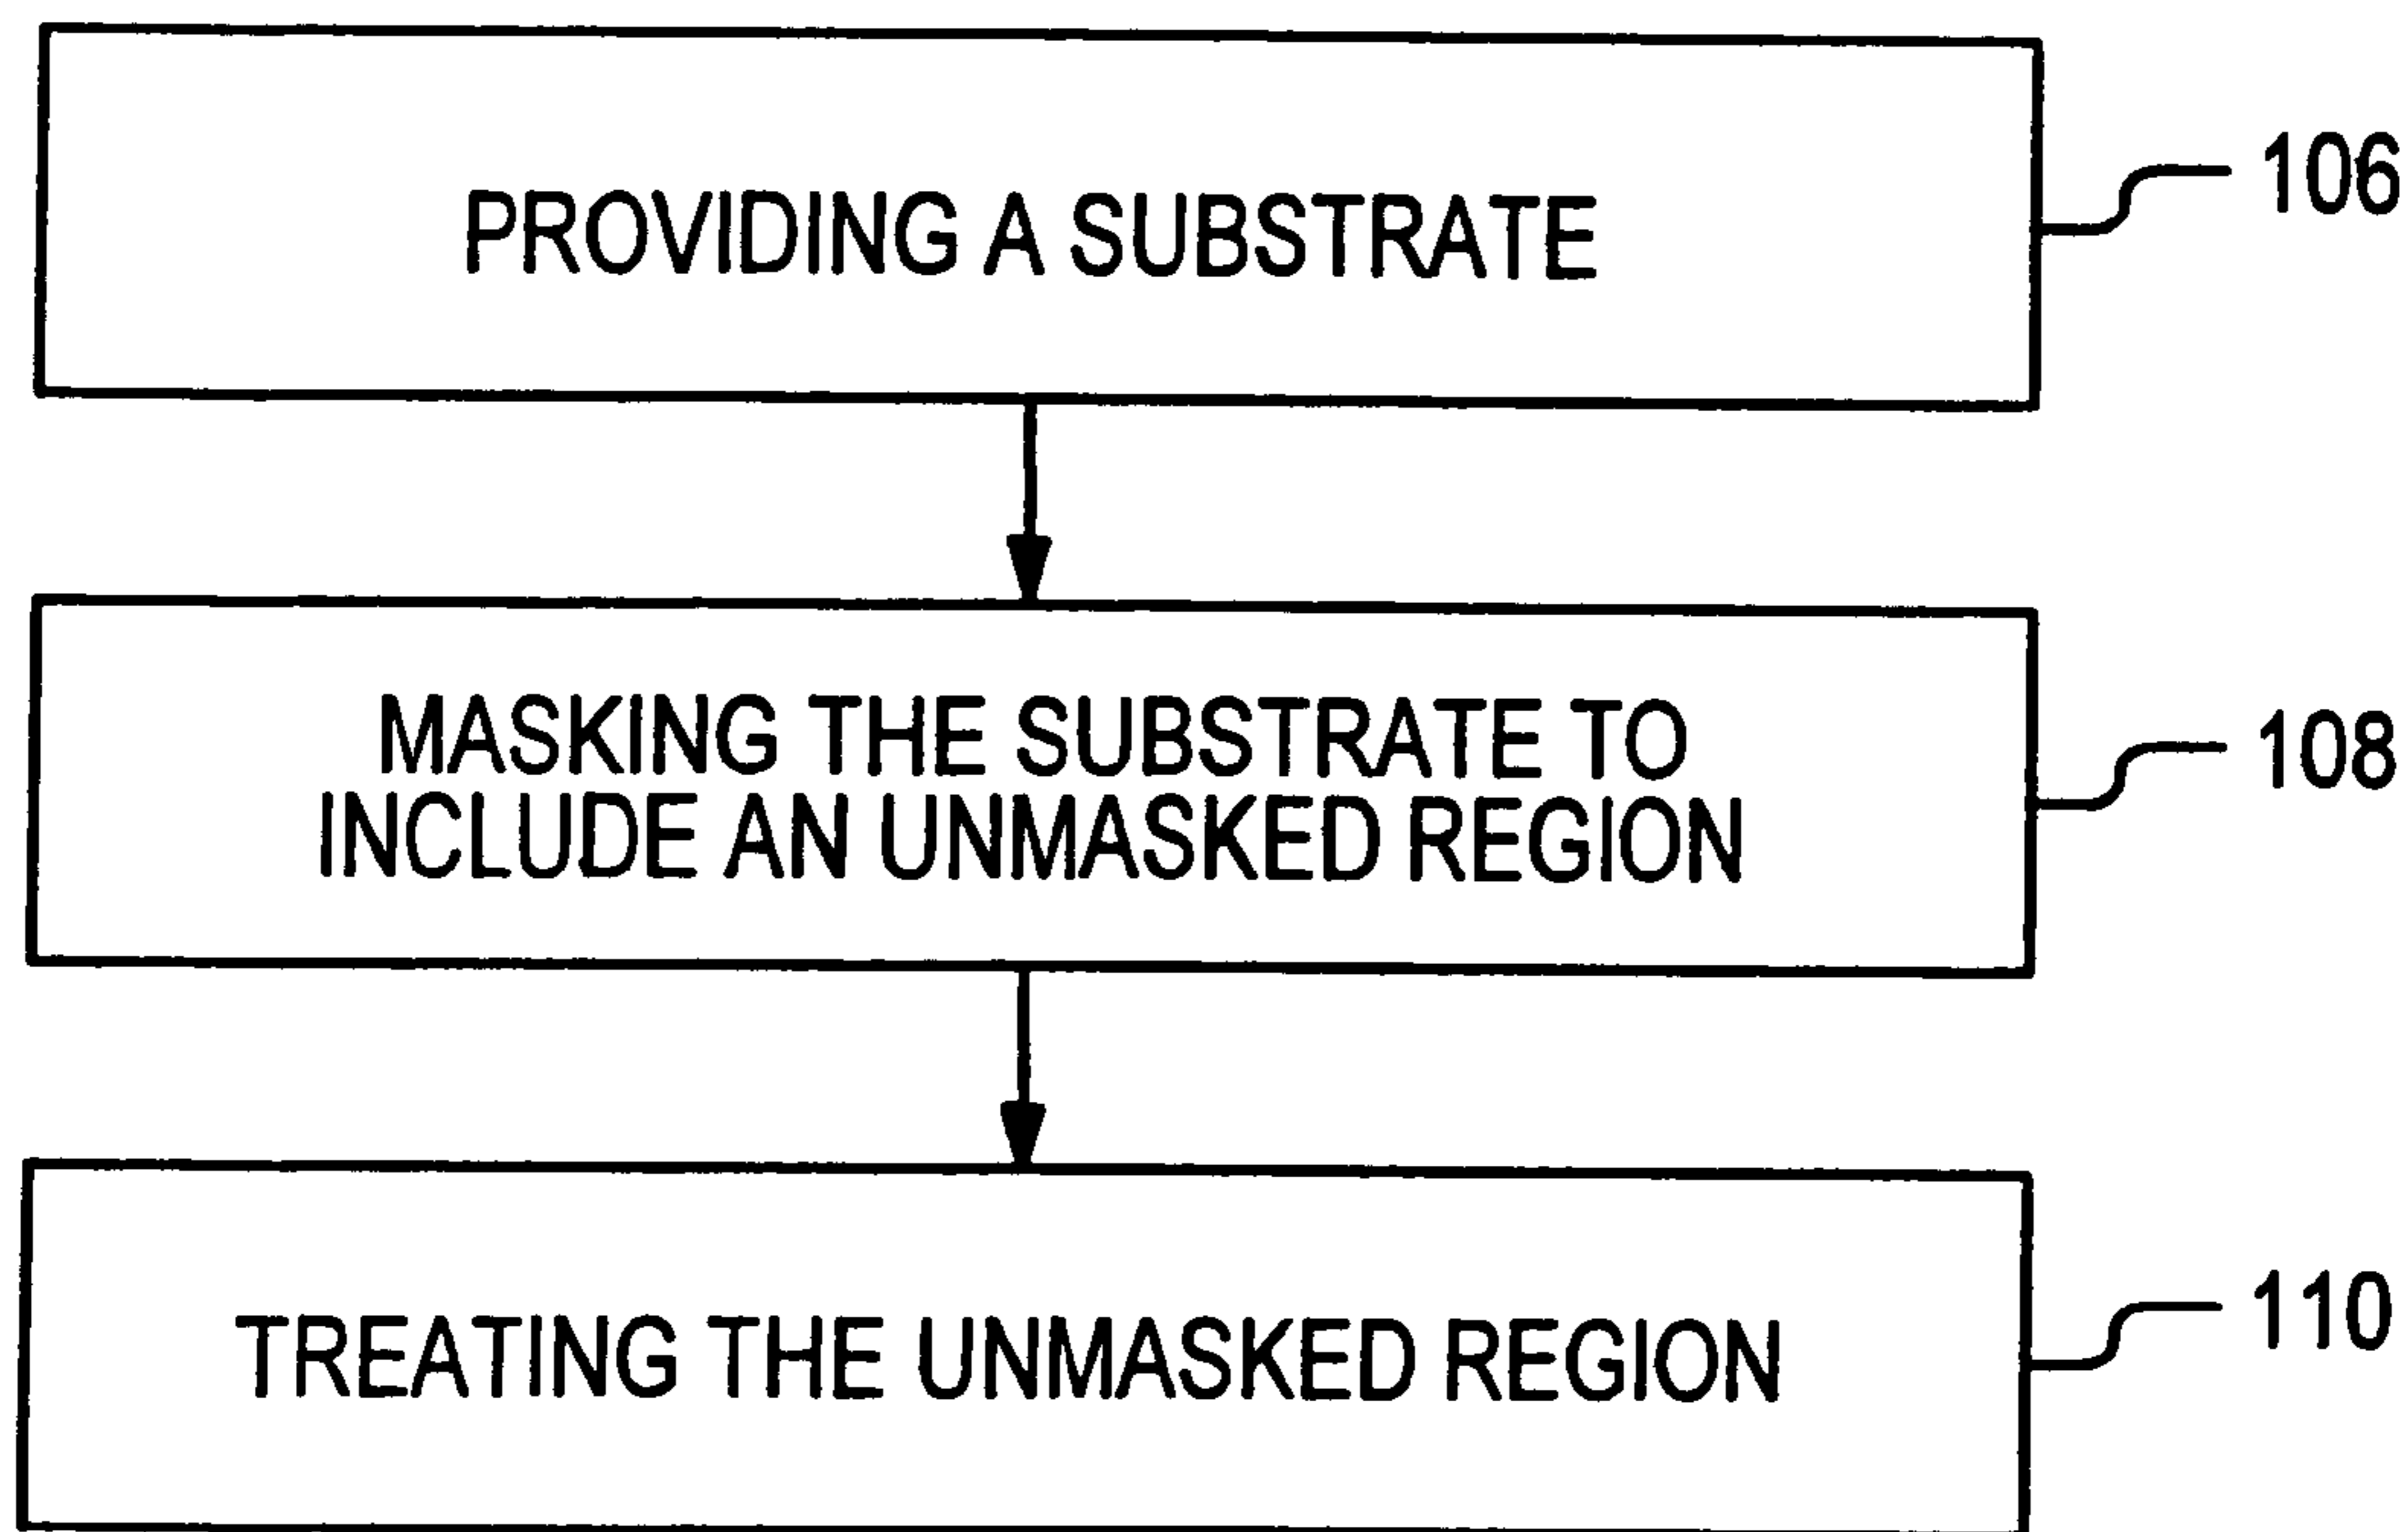 PROVIDING A SUBSTRATE
106
MASKING THE SUBSTRATE TO
INCLUDE AN UNMASKED REGION
108
TREATING THE UNMASKED REGION
110